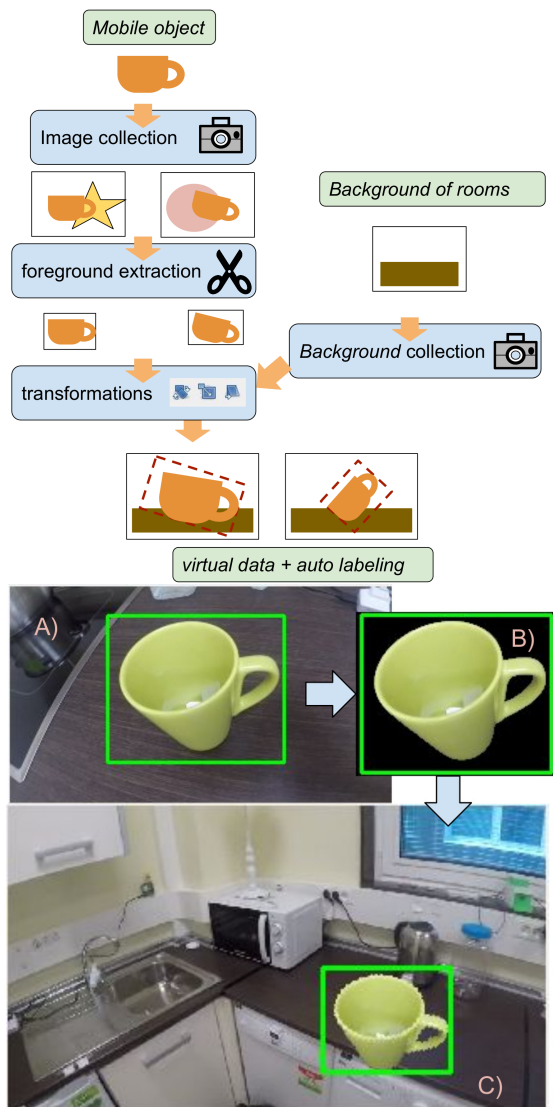 Mobile object
Image collection
Background of rooms
foreground extraction
Background collection
transformations
virtual data + auto labeling
A)
B)
C)